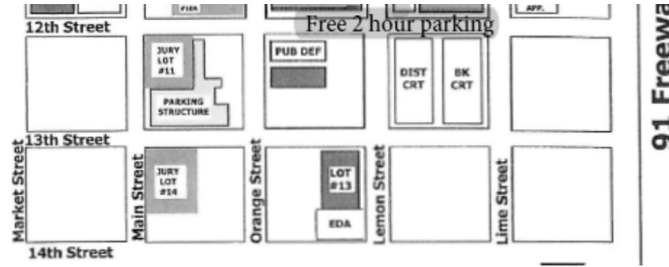 #10A
APP.
12th Street
Free 2 hour parking
JURY
LOT
#11
PARKING
STRUCTURE
PUB DEF
DIST
CRT
BK
CRT
91 Freewa
13th Street
Market Street
Main Street
JURY
LOT
#14
Orange Street
LOT
#13
EDA
Lemon Street
Lime Street
14th Street